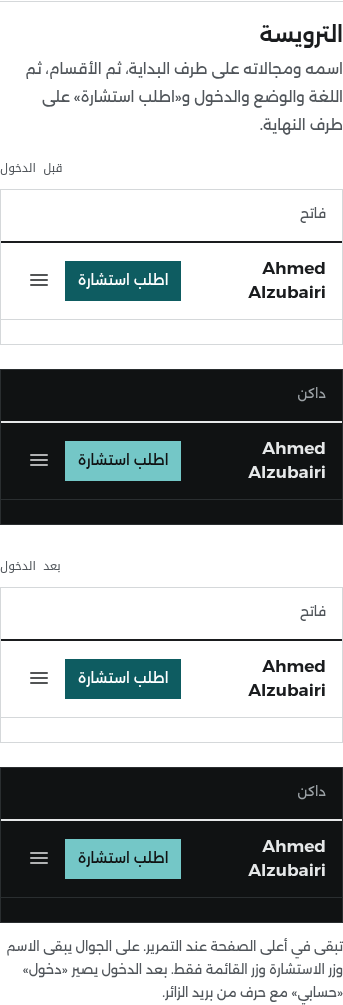 الترويسة
اسمه ومجالاته على طرف البداية، ثم الأقسام، ثم
اللغة والوضع والدخول و«اطلب استشارة» على
طرف النهاية.
قبل الدخول
فاتح
Ahmed
Alzubairi
اطلب استشارة
داكن
Ahmed
Alzubairi
اطلب استشارة
بعد الدخول
فاتح
Ahmed
Alzubairi
اطلب استشارة
داكن
Ahmed
Alzubairi
اطلب استشارة
تبقى في أعلى الصفحة عند التمرير. على الجوال يبقى الاسم
وزر الاستشارة وزر القائمة فقط. بعد الدخول يصير «دخول»
«حسابي» مع حرف من بريد الزائر.